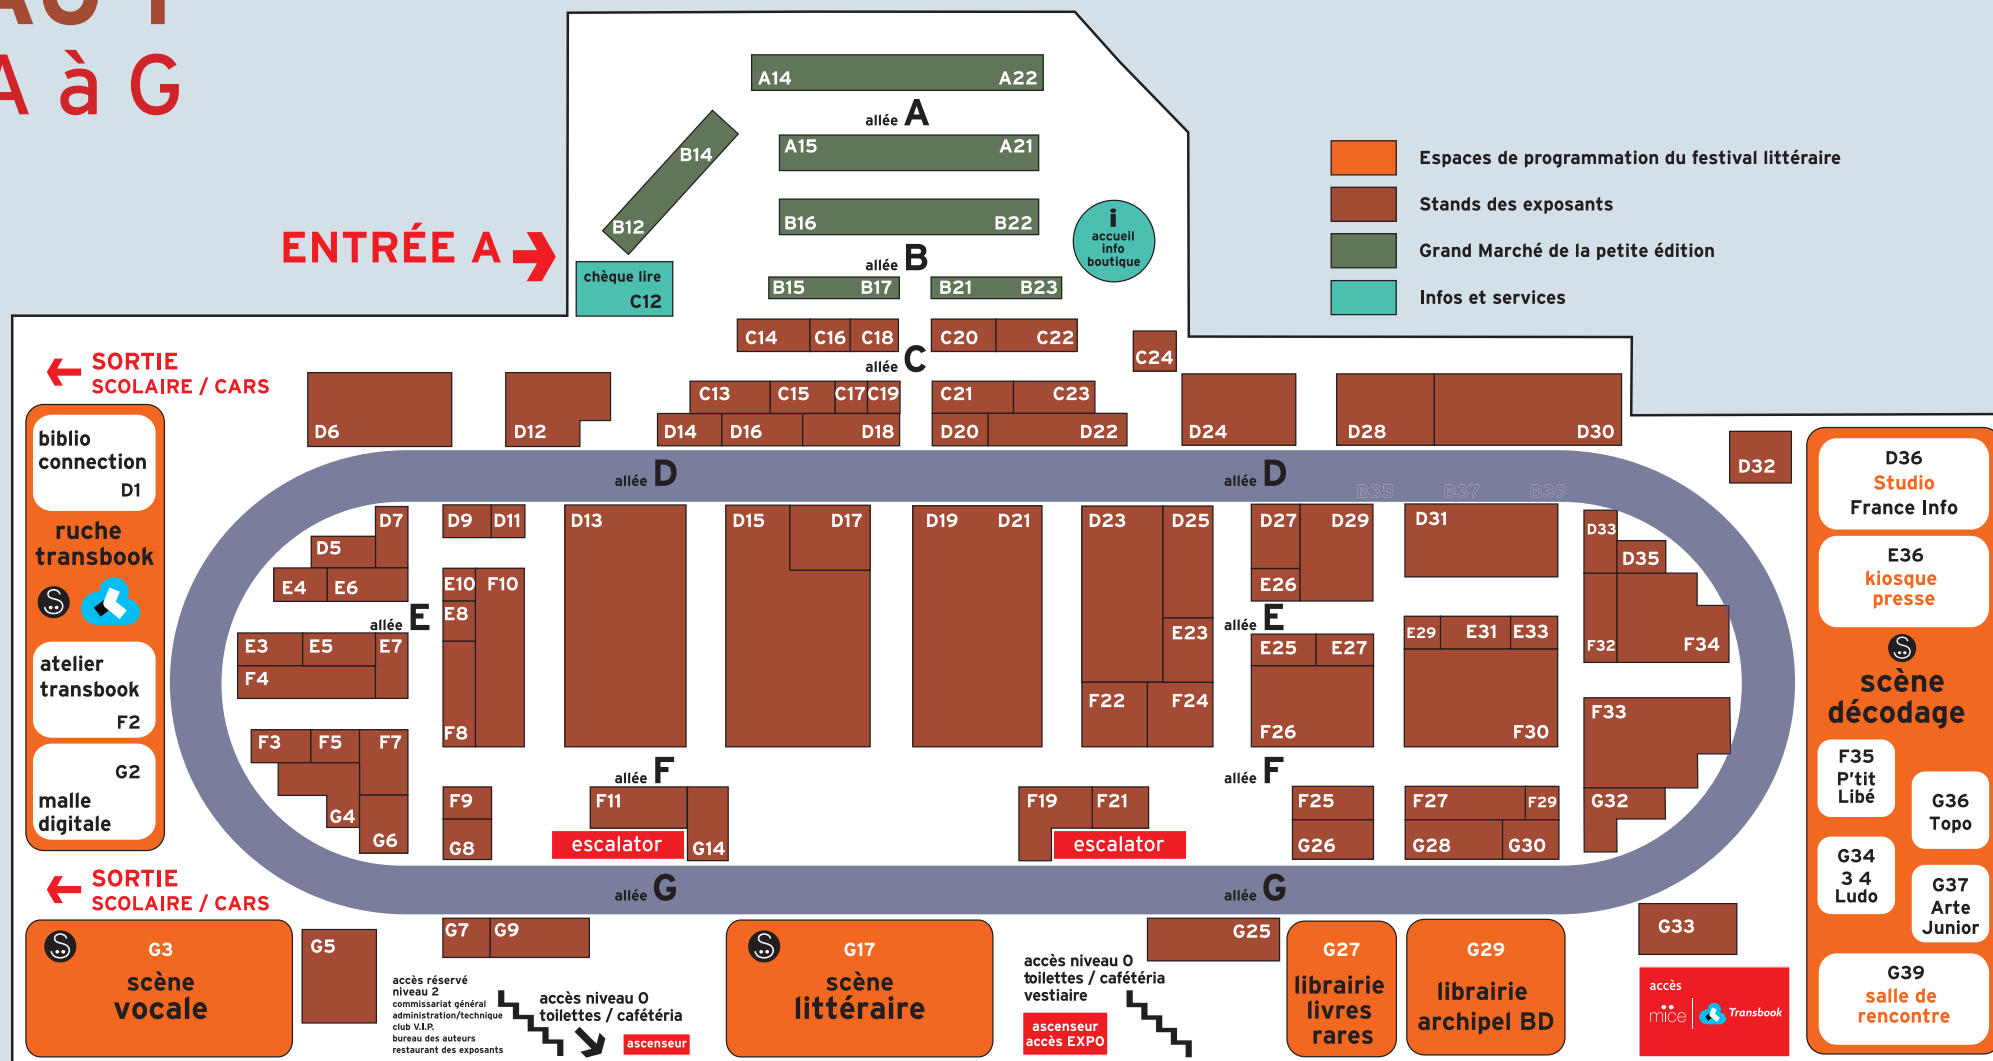 A à G
ENTRÉE A
A14 A22
allée A
A15 A21
B14
B12
B16 B22
allée B
i
accueil
info
boutique
chèque lire
C12
B15 B17 B21 B23
C14 C16 C18 C20 C22
allée C
C24
C13 C15 C17 C19 C21 C23
D6 D12 D14 D16 D18 D20 D22 D24 D28 D30
D32
Espaces de programmation du festival littéraire
Stands des exposants
Grand Marché de la petite édition
Infos et services
SORTIE
SCOLAIRE / CARS
biblio
connection
D1
ruche
transbook
atelier
transbook
F2
G2
malle
digitale
SORTIE
SCOLAIRE / CARS
allée D
allée D
B35 B37 B39
D7 D9 D11 D13 D15 D17 D19 D21 D23 D25 D27 D29 D31 D33
D5 D35
E4 E6 E10 F10 E26
E8
allée E
allée E
E23 E29 E31 E33
E3 E5 E7 E25 E27 F32 F34
F4
F22 F24
F8 F26 F30
F33
F3 F5 F7
allée F
allée F
F9 F11 F19 F21 F25 F27 F29 G32
G4
G6 G8 G14 G26 G28 G30
escalator
escalator
allée G
allée G
G7 G9 G25 G33
G5
G3
scène
vocale
accès réservé
niveau 2
commissariat général
administration/technique
club V.I.P.
bureau des auteurs
restaurant des exposants
accès niveau 0
toilettes / cafétéria
ascenseur
G17
scène
littéraire
accès niveau 0
toilettes / cafétéria
vestiaire
ascenseur
accès EXPO
G27
librairie
livres
rares
G29
librairie
archipel BD
accès
mice Transbook
D36
Studio
France Info
E36
kiosque
presse
scène
décodage
F35
P'tit
Libé
G36
Topo
G34
3 4
Ludo
G37
Arte
Junior
G39
salle de
rencontre